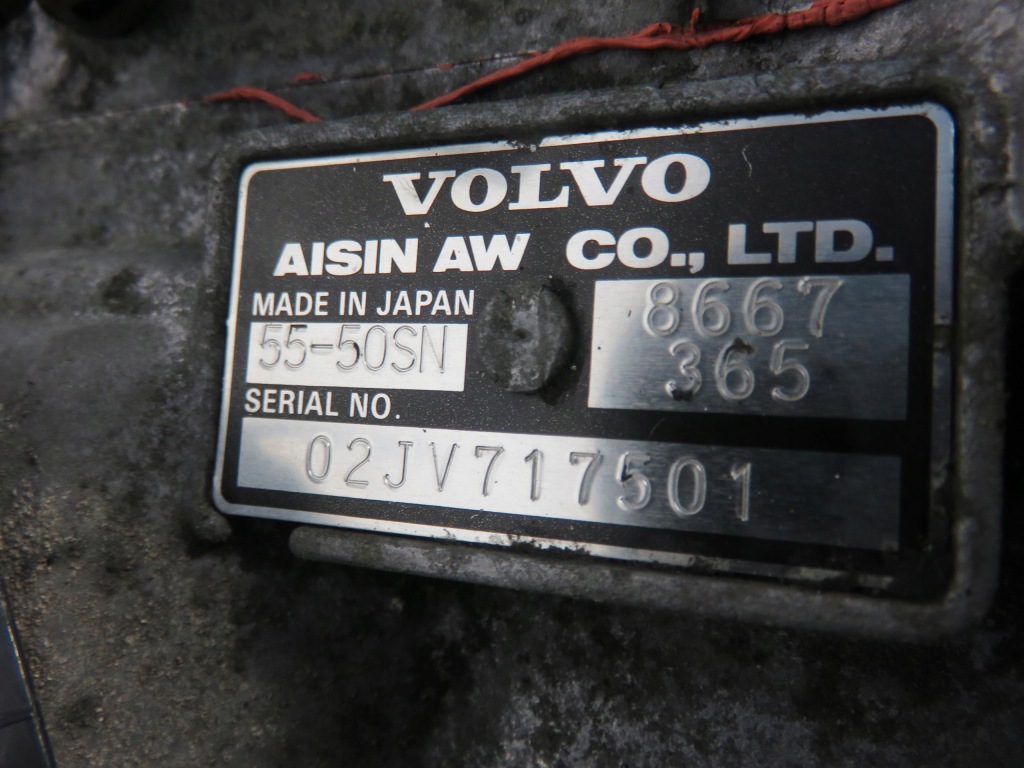 VOLVO
AISIN AW CO., LTD.
MADE IN JAPAN
55-50SN
8667
365
SERIAL NO.
02JV717501